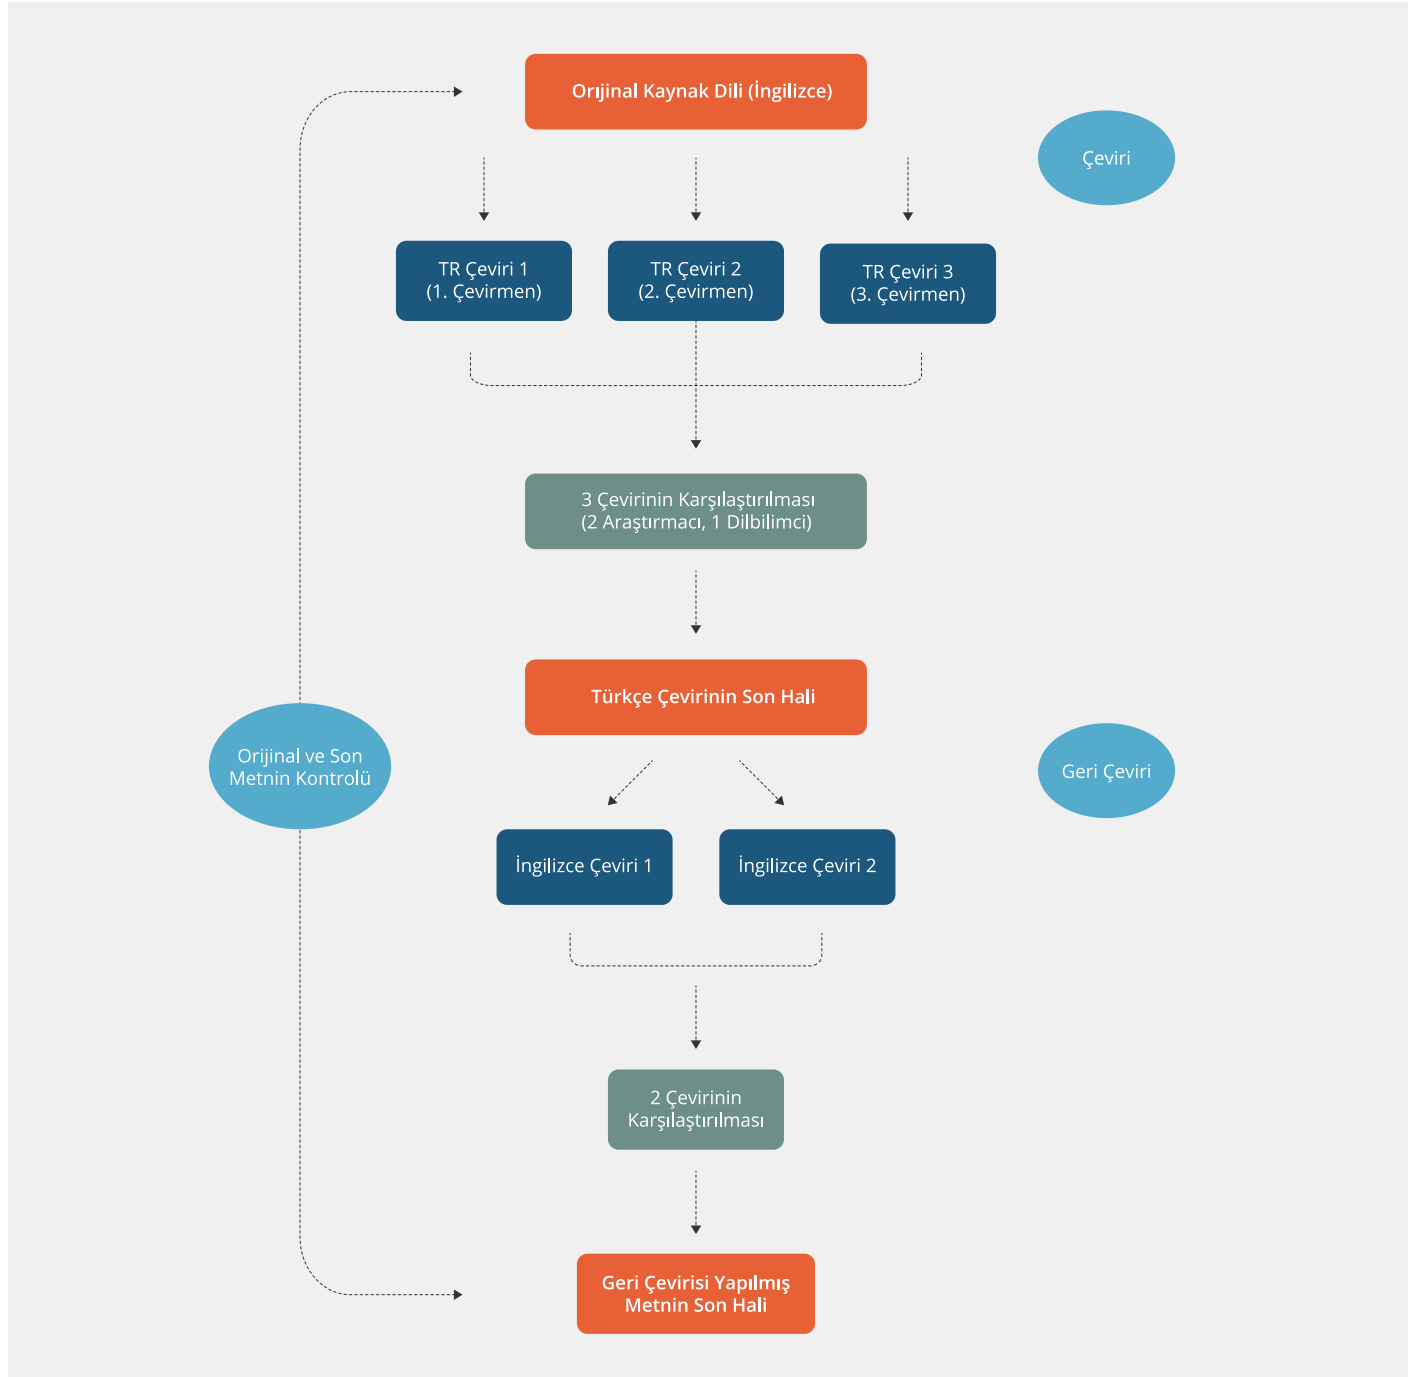 Orıjinal Kaynak Dili (İngilizce)
Çeviri
TR Çeviri 1
(1. Çevirmen)
TR Çeviri 2
(2. Çevirmen)
TR Çeviri 3
(3. Çevirmen)
3 Çevirinin Karşılaştırılması
(2 Araştırmacı, 1 Dilbilimci)
Türkçe Çevirinin Son Hali
Orijinal ve Son
Metnin Kontrolü
Geri Çeviri
İngilizce Çeviri 1
İngilizce Çeviri 2
2 Çevirinin
Karşılaştırılması
Geri Çevirisi Yapılmış
Metnin Son Hali